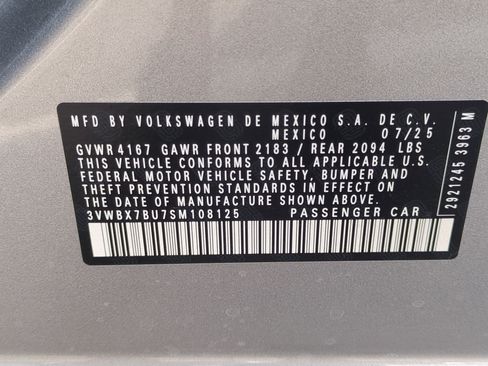 MFD BY VOLKSWAGEN DE MEXICO S.A. DE C.V.
MEXICO 07/25
GVWR 4167 GAWR FRONT 2183 / REAR 2094 LBS
THIS VEHICLE CONFORMS TO ALL APPLICABLE U.S.
FEDERAL MOTOR VEHICLE SAFETY, BUMPER AND
THEFT PREVENTION STANDARDS IN EFFECT ON
THE DATE OF MANUFACTURE SHOWN ABOVE.
3VWBX7BU7SM108125 PASSENGER CAR
2921245 3963 M